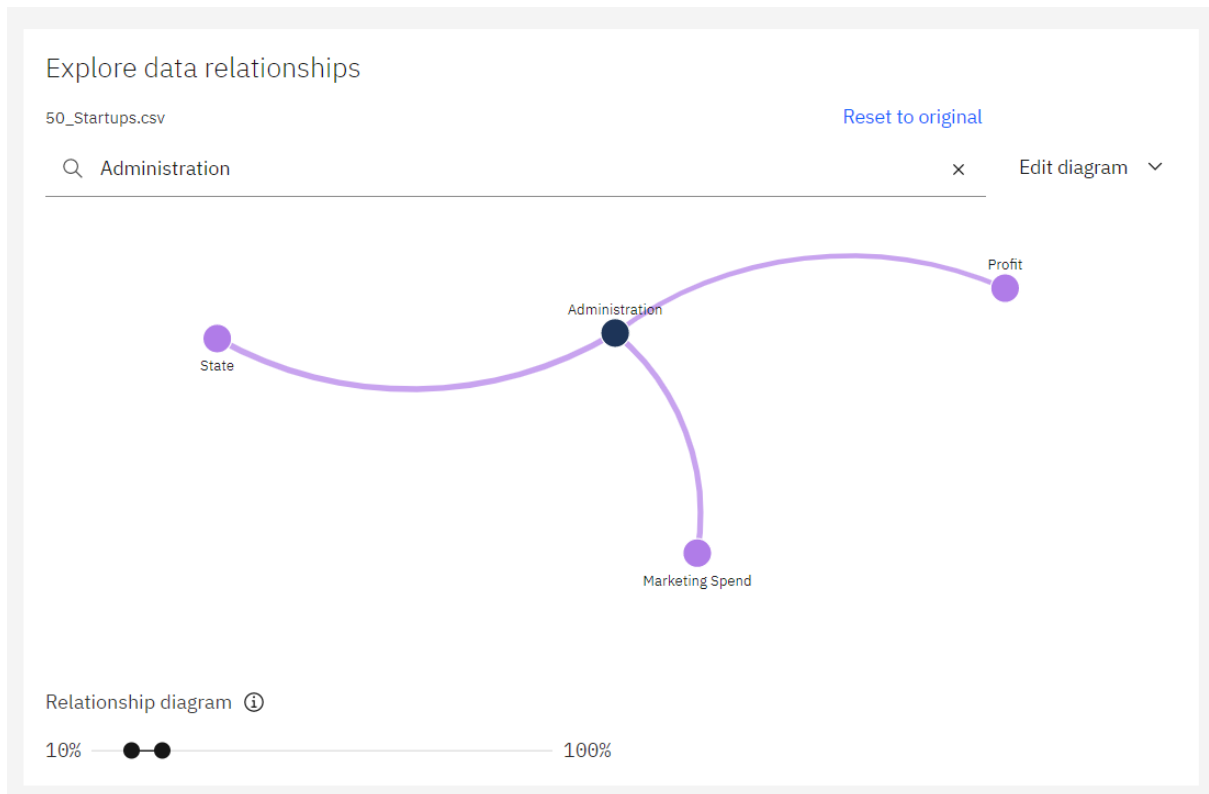 Explore data relationships
50_Startups.csv
Reset to original
Administration
Edit diagram
Profit
Administration
State
Marketing Spend
Relationship diagram
10%
100%